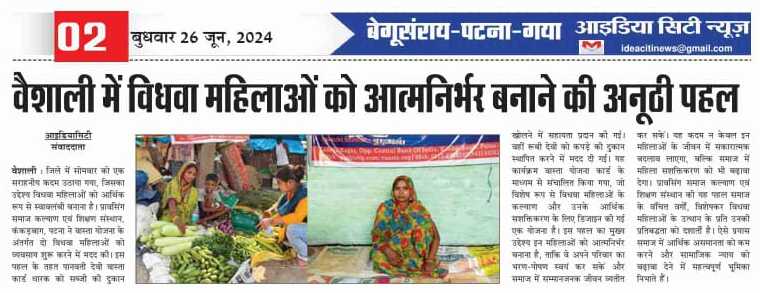 02
बुधवार 26 जून, 2024
बेगूसंराय-पटना-गया
आइडिया सिटी न्यूज़
ideacitinews@gmail.com
वैशाली में विधवा महिलाओं को आत्मनिर्भर बनाने की अनूठी पहल
आइडियासिटी
संवाददाता
वैशाली : जिले में सोमवार को एक
सराहनीय कदम उठाया गया, जिसका
उद्देश्य विधवा महिलाओं को आर्थिक
रूप से स्वावलंबी बनाना है। प्रावसिंग
समाज कल्याण एवं शिक्षण संस्थान,
कंकड़बाग, पटना ने वास्ता योजना के
अंतर्गत दो विधवा महिलाओं को
व्यवसाय शुरू करने में मदद की। इस
पहल के तहत पानवती देवी वास्ता
कार्ड धारक को सब्जी की दुकान
खोलने में सहायता प्रदान की गई।
वहीं रूबी देवी को कपड़े की दुकान
स्थापित करने में मदद दी गई। यह
कार्यक्रम वास्ता योजना कार्ड के
माध्यम से संचालित किया गया, जो
विशेष रूप से विधवा महिलाओं के
कल्याण और उनके आर्थिक
सशक्तिकरण के लिए डिजाइन की गई
एक योजना है। इस पहल का मुख्य
उद्देश्य इन महिलाओं को आत्मनिर्भर
बनाना है, ताकि वे अपने परिवार का
भरण-पोषण स्वयं कर सकें और
समाज में सम्मानजनक जीवन व्यतीत
कर सकें। यह कदम न केवल इन
महिलाओं के जीवन में सकारात्मक
बदलाव लाएगा, बल्कि समाज में
महिला सशक्तिकरण को भी बढ़ावा
देगा। प्रावसिंग समाज कल्याण एवं
शिक्षण संस्थान की यह पहल समाज
के वंचित वर्गों, विशेषकर विधवा
महिलाओं के उत्थान के प्रति उनकी
प्रतिबद्धता को दर्शाती है। ऐसे प्रयास
समाज में आर्थिक असमानता को कम
करने और सामाजिक न्याय को
बढ़ावा देने में महत्वपूर्ण भूमिका
निभाते हैं।
Opp. Central Bank Of India,